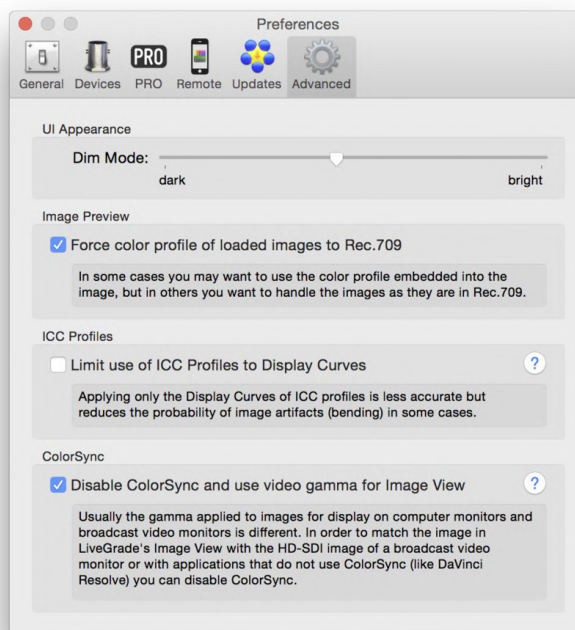 Preferences
PRO
General Devices PRO Remote Updates Advanced
UI Appearance
Dim Mode:
dark bright
Image Preview
Force color profile of loaded images to Rec.709
In some cases you may want to use the color profile embedded into the
image, but in others you want to handle the images as they are in Rec.709.
ICC Profiles
Limit use of ICC Profiles to Display Curves ?
Applying only the Display Curves of ICC profiles is less accurate but
reduces the probability of image artifacts (bending) in some cases.
ColorSync
Disable ColorSync and use video gamma for Image View ?
Usually the gamma applied to images for display on computer monitors and
broadcast video monitors is different. In order to match the image in
LiveGrade's Image View with the HD-SDI image of a broadcast video
monitor or with applications that do not use ColorSync (like DaVinci
Resolve) you can disable ColorSync.